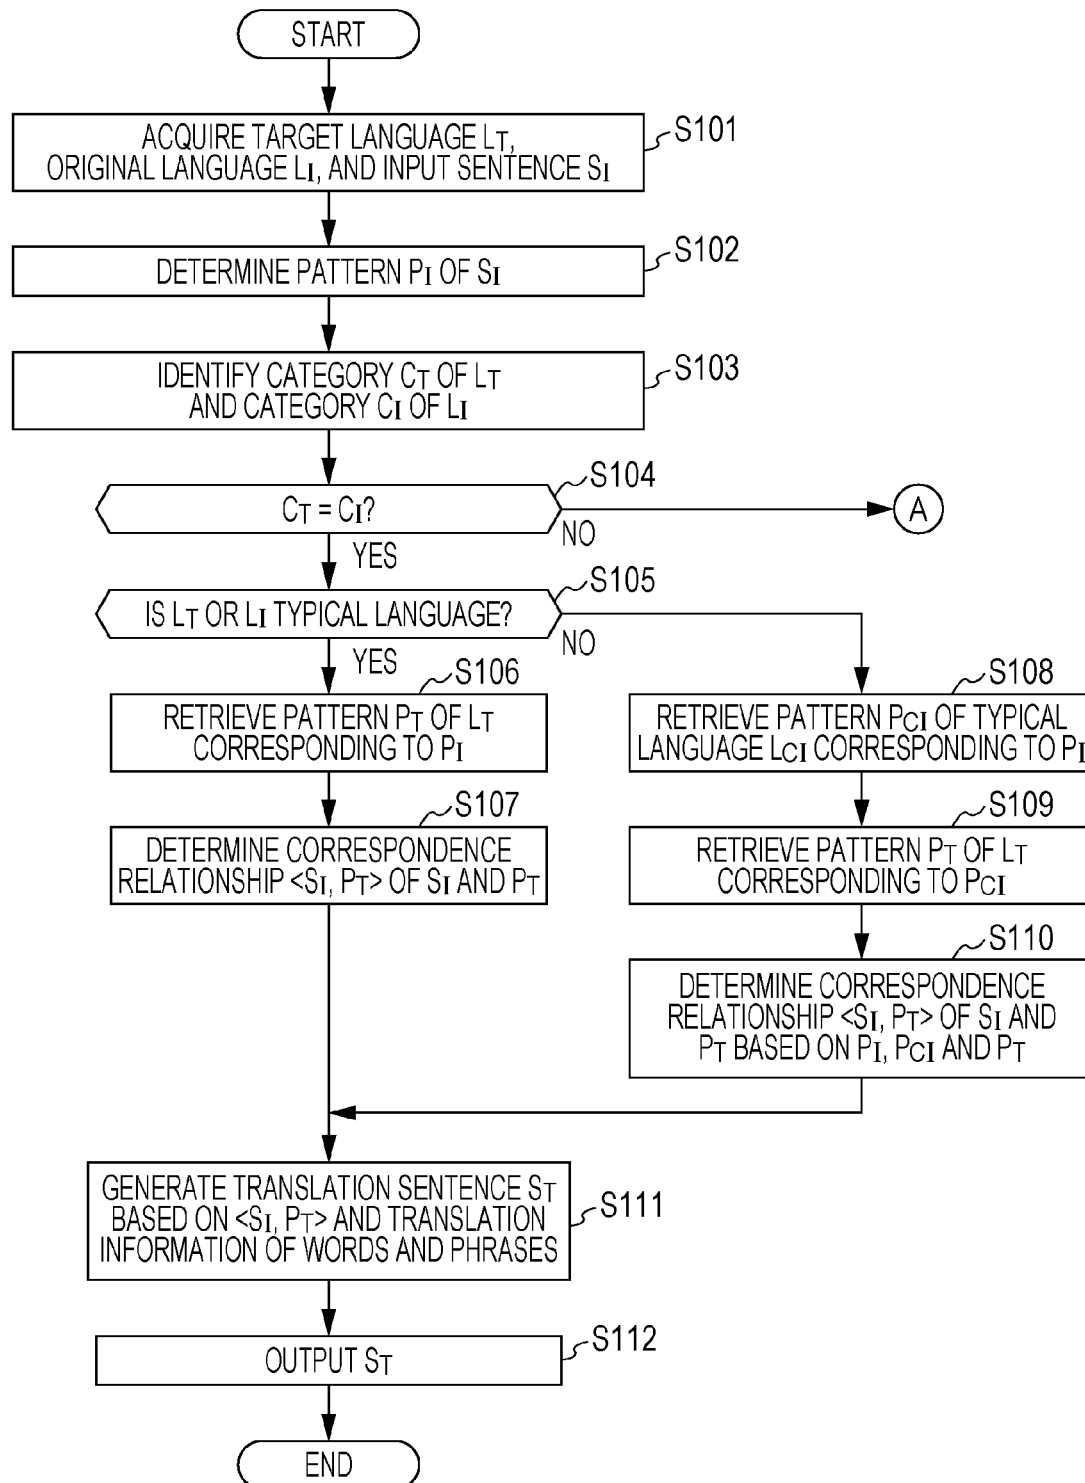 START
ACQUIRE TARGET LANGUAGE LT,
ORIGINAL LANGUAGE LI, AND INPUT SENTENCE SI
S101
DETERMINE PATTERN PI OF SI
S102
IDENTIFY CATEGORY CT OF LT
AND CATEGORY CI OF LI
S103
CT = CI?
S104
NO
A
YES
IS LT OR LI TYPICAL LANGUAGE?
S105
NO
YES
S106
RETRIEVE PATTERN PT OF LT
CORRESPONDING TO PI
S107
DETERMINE CORRESPONDENCE
RELATIONSHIP <SI, PT> OF SI AND PT
S108
RETRIEVE PATTERN PCI OF TYPICAL
LANGUAGE LCI CORRESPONDING TO PI
S109
RETRIEVE PATTERN PT OF LT
CORRESPONDING TO PCI
S110
DETERMINE CORRESPONDENCE
RELATIONSHIP <SI, PT> OF SI AND
PT BASED ON PI, PCI AND PT
GENERATE TRANSLATION SENTENCE ST
BASED ON <SI, PT> AND TRANSLATION
INFORMATION OF WORDS AND PHRASES
S111
OUTPUT ST
S112
END